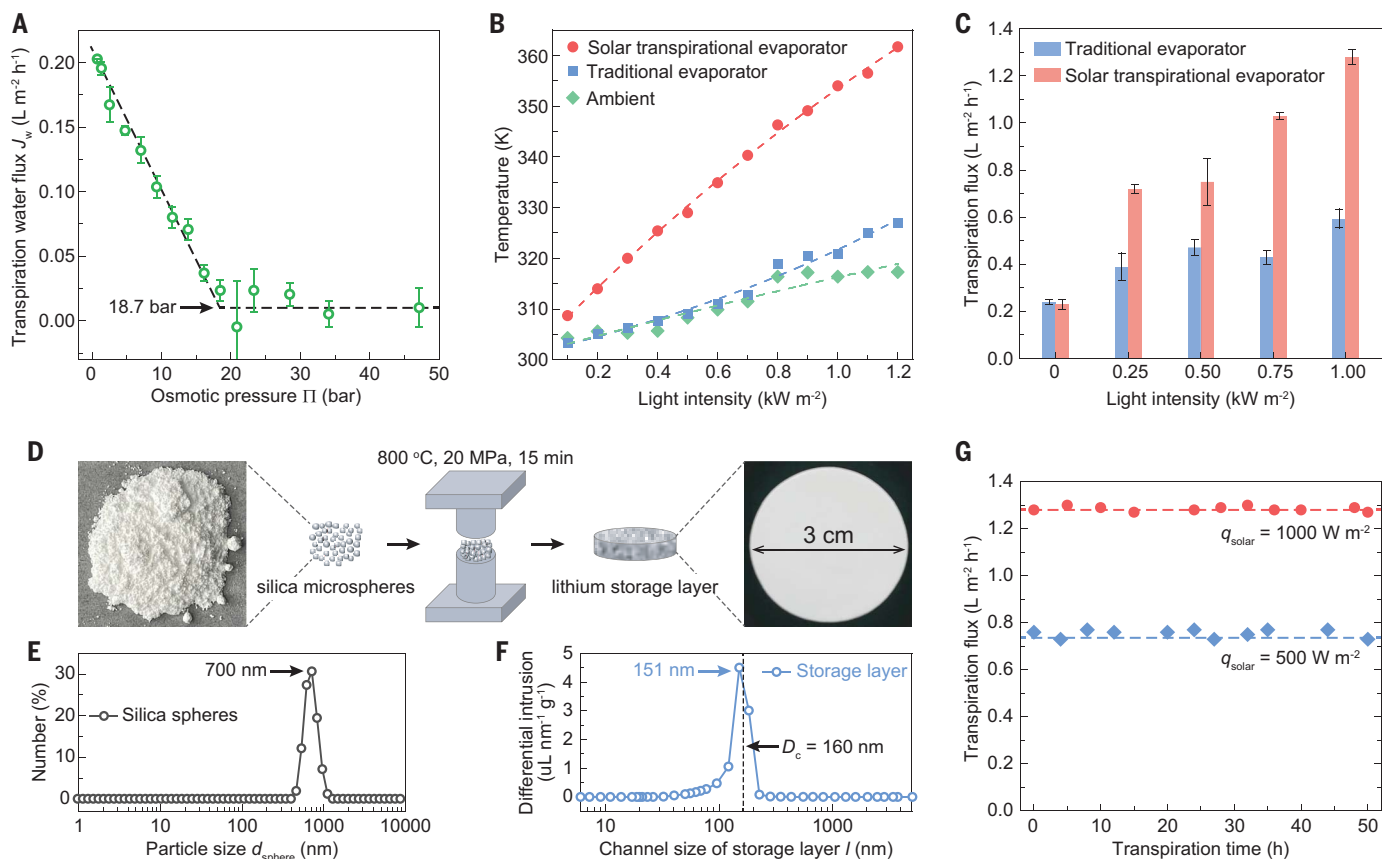 A
Transpiration water flux J_w (L m⁻² h⁻¹)
0.20
0.15
0.10
0.05
0.00
18.7 bar
0 10 20 30 40 50
Osmotic pressure Π (bar)
B
Temperature (K)
360
350
340
330
320
310
300
Solar transpirational evaporator
Traditional evaporator
Ambient
0.2 0.4 0.6 0.8 1.0 1.2
Light intensity (kW m⁻²)
C
Transpiration flux (L m⁻² h⁻¹)
1.4
1.2
1.0
0.8
0.6
0.4
0.2
0.0
Traditional evaporator
Solar transpirational evaporator
0 0.25 0.50 0.75 1.00
Light intensity (kW m⁻²)
D
800 °C, 20 MPa, 15 min
silica microspheres
lithium storage layer
3 cm
E
Number (%)
30
20
10
0
700 nm
Silica spheres
1 10 100 1000 10000
Particle size d_sphere (nm)
F
Differential intrusion
(uL nm⁻¹ g⁻¹)
5
4
3
2
1
0
151 nm
Storage layer
D_c = 160 nm
10 100 1000
Channel size of storage layer l (nm)
G
Transpiration flux (L m⁻² h⁻¹)
1.4
1.2
1.0
0.8
0.6
0.4
0.2
0.0
q_solar = 1000 W m⁻²
q_solar = 500 W m⁻²
0 10 20 30 40 50
Transpiration time (h)